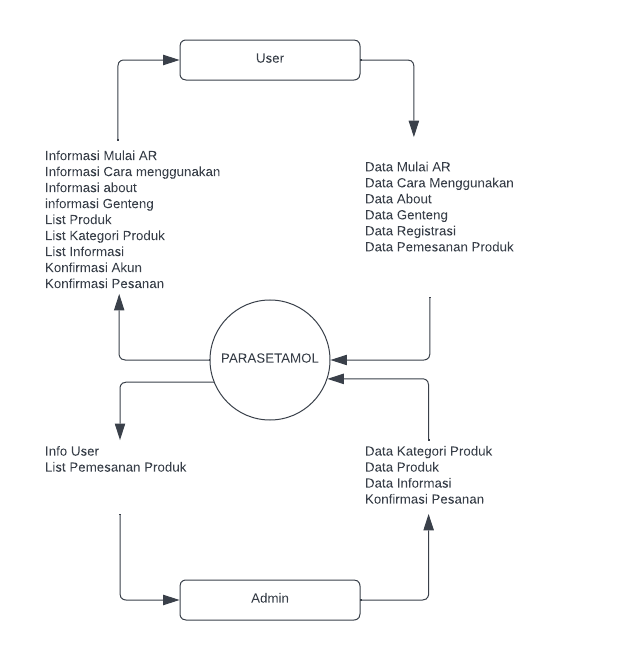 User
Informasi Mulai AR
Informasi Cara menggunakan
Informasi about
informasi Genteng
List Produk
List Kategori Produk
List Informasi
Konfirmasi Akun
Konfirmasi Pesanan
Data Mulai AR
Data Cara Menggunakan
Data About
Data Genteng
Data Registrasi
Data Pemesanan Produk
PARASETAMOL
Info User
List Pemesanan Produk
Data Kategori Produk
Data Produk
Data Informasi
Konfirmasi Pesanan
Admin